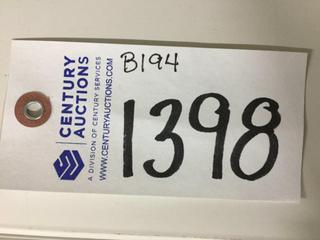 CENTURY
AUCTIONS
A DIVISION OF CENTURY SERVICES
WWW.CENTURYAUCTIONS.COM
B194
1398